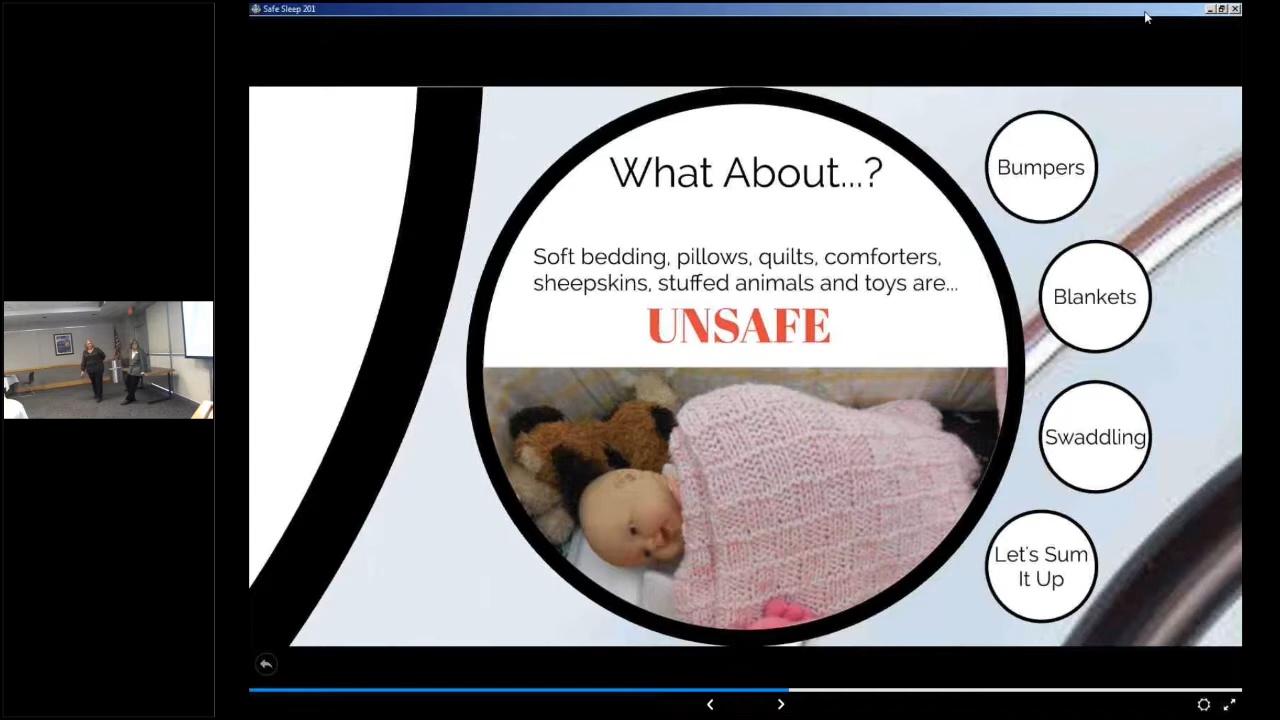 Safe Sleep 201
What About...?
Soft bedding, pillows, quilts, comforters,
sheepskins, stuffed animals and toys are...
UNSAFE
Bumpers
Blankets
Swaddling
Let's Sum
It Up